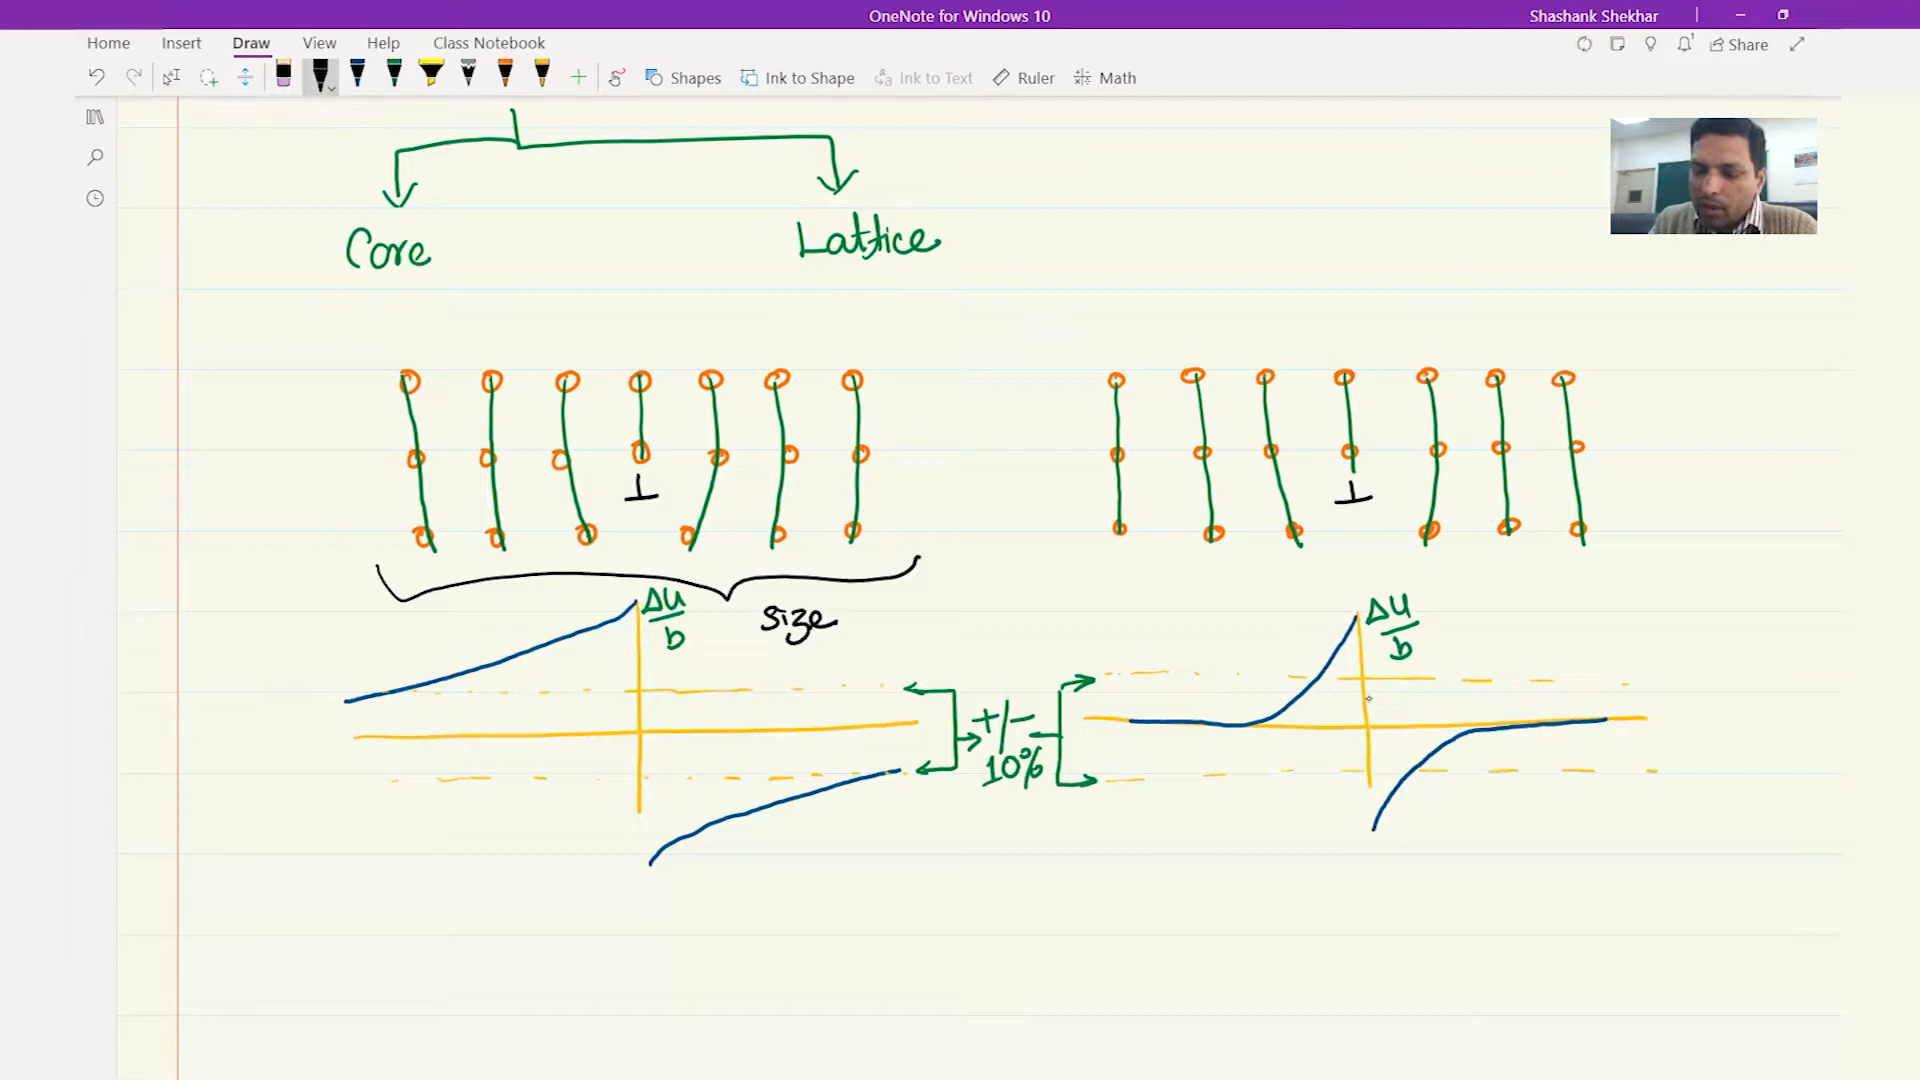 OneNote for Windows 10
Shashank Shekhar
Home Insert Draw View Help Class Notebook
Share
Shapes Ink to Shape Ink to Text Ruler Math
Core
Lattice
⊥
⊥
Δu/b
size
Δu/b
+/-
10%